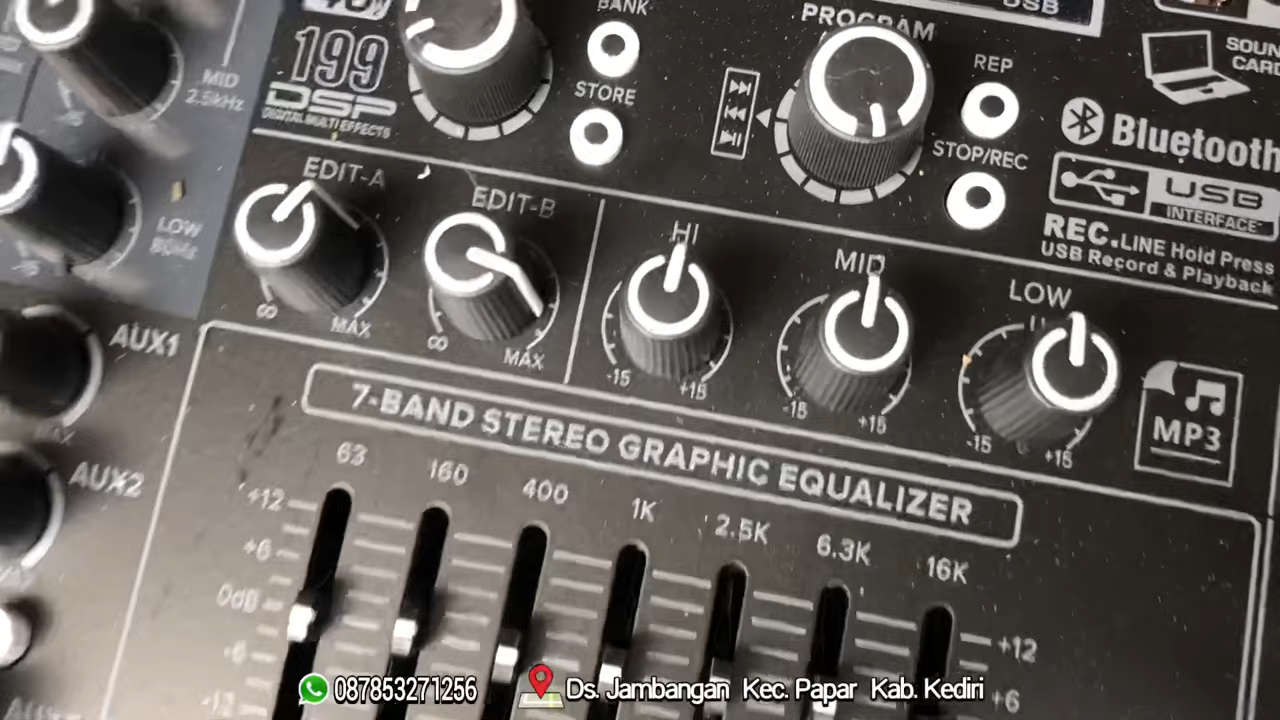 BANK
PROGRAM
USB
199
DSP
DIGITAL MULTI EFFECTS
STORE
REP
STOP/REC
SOUN
CARD
Bluetooth
USB
INTERFACE
REC.LINE Hold Press
USB Record & Playback
MID
2.5kHz
LOW
80Hz
EDIT-A
EDIT-B
∞
MAX
∞
MAX
HI
-15
+15
MID
-15
+15
LOW
-15
+15
MP3
AUX1
AUX2
7-BAND STEREO GRAPHIC EQUALIZER
63
160
400
1K
2.5K
6.3K
16K
+12
+6
0dB
-6
-12
+12
+6
087853271256
Ds. Jambangan Kec. Papar Kab. Kediri